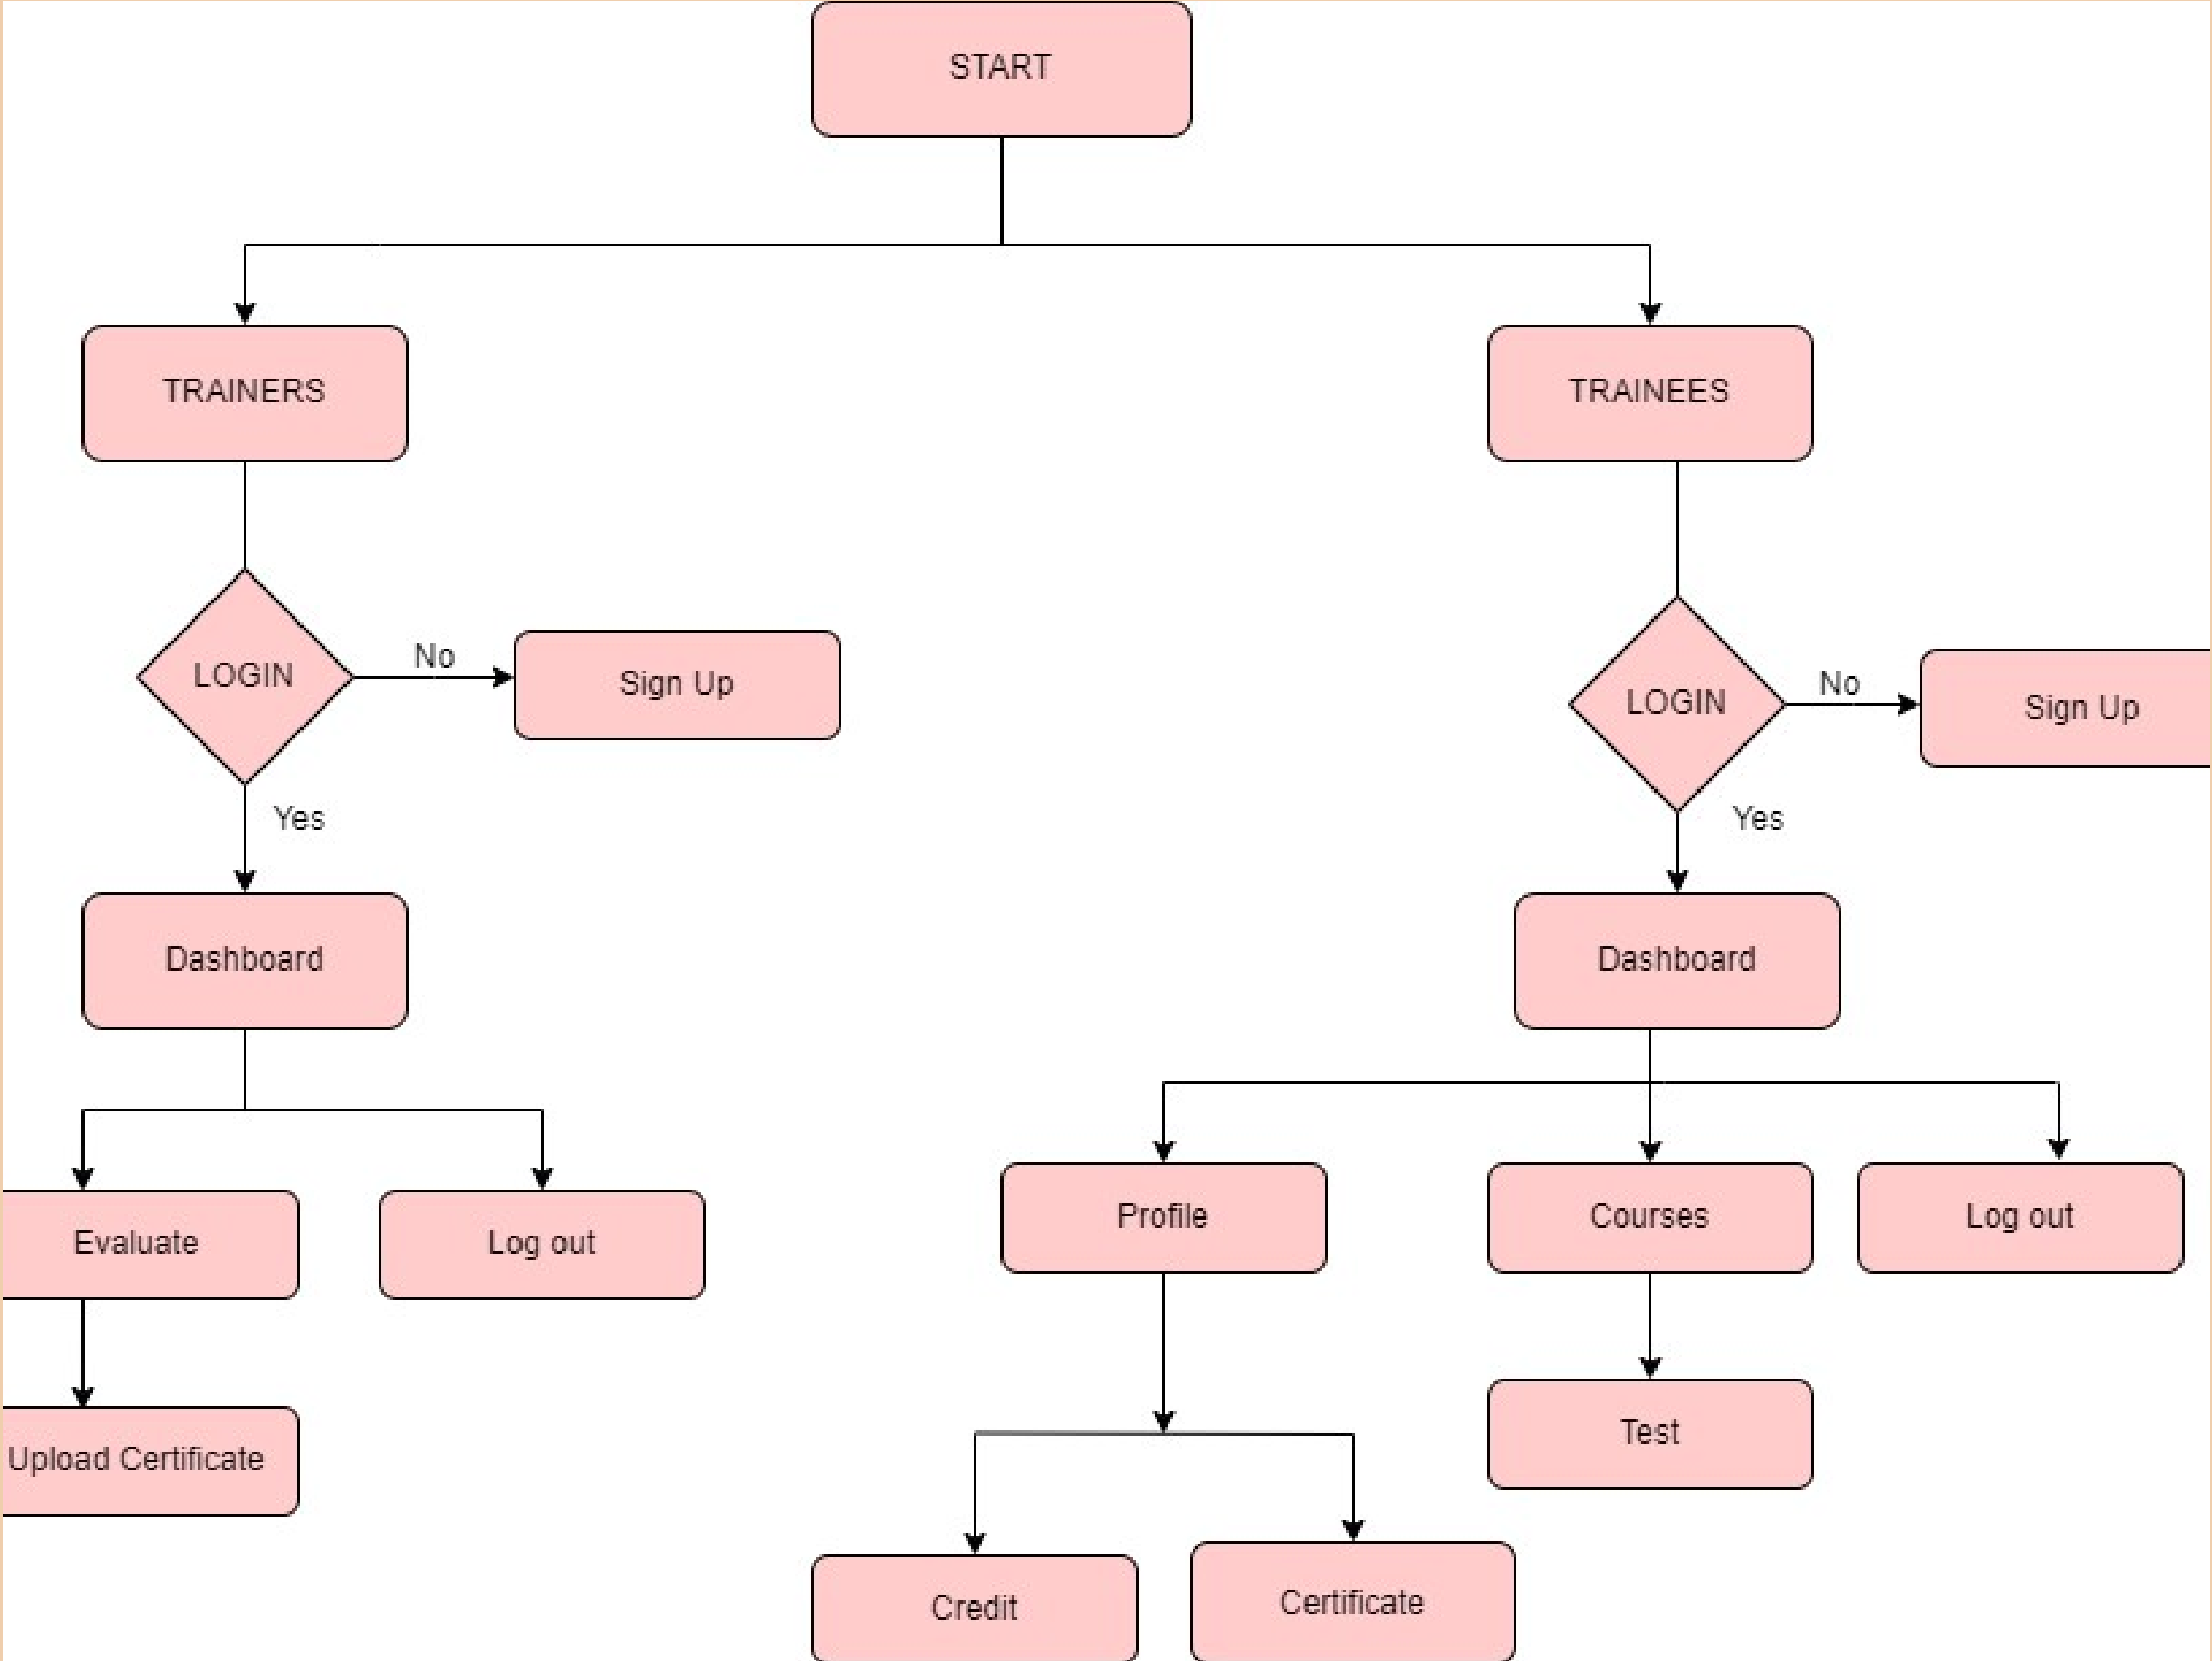 START
TRAINERS
TRAINEES
LOGIN
No
Sign Up
LOGIN
No
Sign Up
Yes
Yes
Dashboard
Dashboard
Evaluate
Log out
Profile
Courses
Log out
Upload Certificate
Test
Credit
Certificate